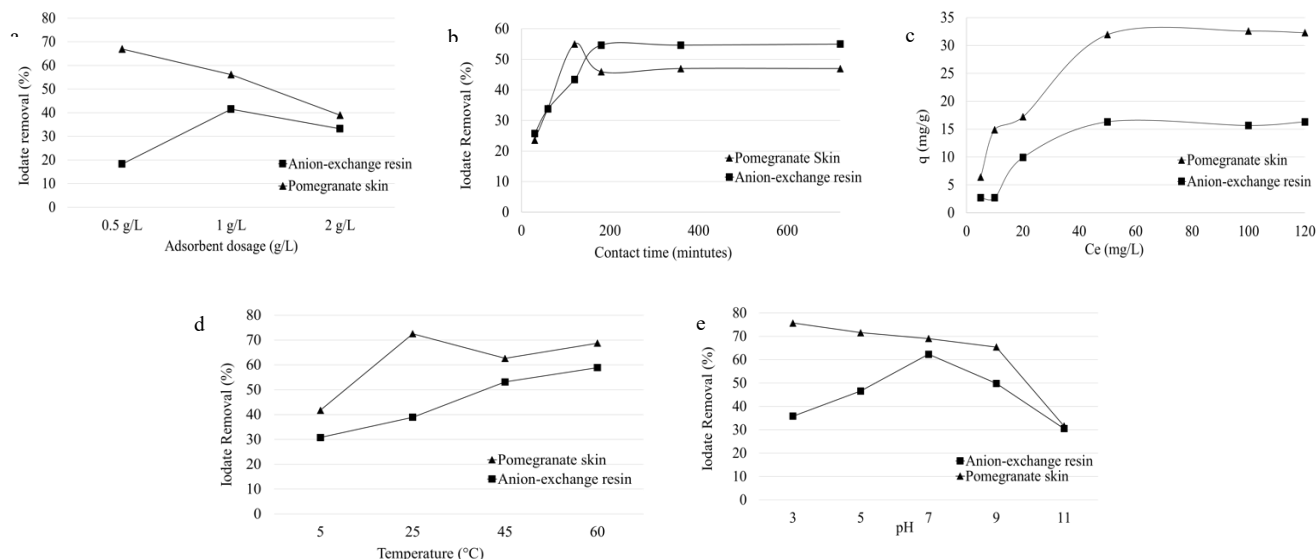 a
Iodate removal (%)
80
70
60
50
40
30
20
10
0
Anion-exchange resin
Pomegranate skin
0.5 g/L 1 g/L 2 g/L
Adsorbent dosage (g/L)
b
Iodate Removal (%)
60
50
40
30
20
10
0
Pomegranate Skin
Anion-exchange resin
0 200 400 600
Contact time (mintutes)
c
q (mg/g)
35
30
25
20
15
10
5
0
Pomegranate skin
Anion-exchange resin
0 20 40 60 80 100 120
Ce (mg/L)
d
Iodate Removal (%)
80
70
60
50
40
30
20
10
0
Pomegranate skin
Anion-exchange resin
5 25 45 60
Temperature (°C)
e
Iodate Removal (%)
80
70
60
50
40
30
20
10
0
Anion-exchange resin
Pomegranate skin
3 5 7 9 11
pH